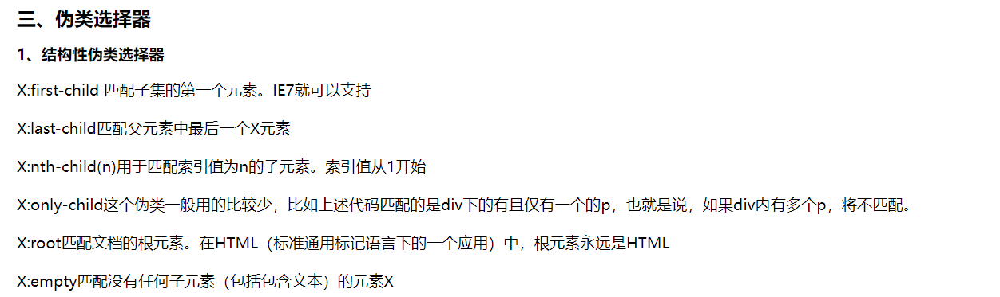 三、伪类选择器
1、结构性伪类选择器
X:first-child 匹配子集的第一个元素。IE7就可以支持
X:last-child匹配父元素中最后一个X元素
X:nth-child(n)用于匹配索引值为n的子元素。索引值从1开始
X:only-child这个伪类一般用的比较少，比如上述代码匹配的是div下的有且仅有一个的p，也就是说，如果div内有多个p，将不匹配。
X:root匹配文档的根元素。在HTML（标准通用标记语言下的一个应用）中，根元素永远是HTML
X:empty匹配没有任何子元素（包括包含文本）的元素X